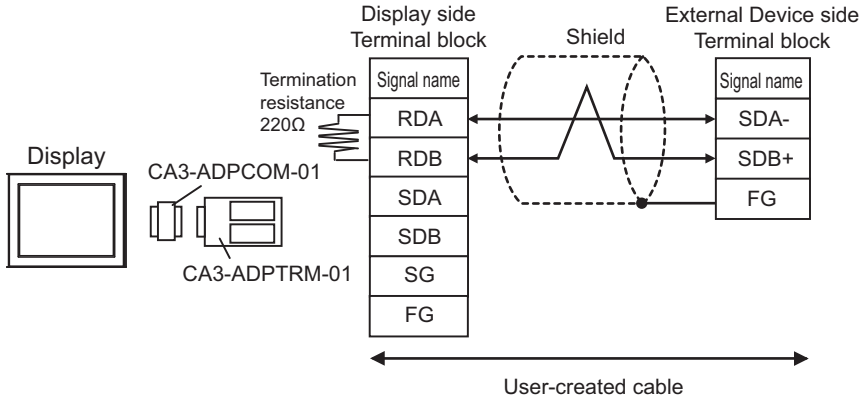 Display side
Terminal block
Shield
External Device side
Terminal block
Termination
resistance
220Ω
Signal name
RDA
RDB
SDA
SDB
SG
FG
Signal name
SDA-
SDB+
FG
Display
CA3-ADPCOM-01
CA3-ADPTRM-01
User-created cable